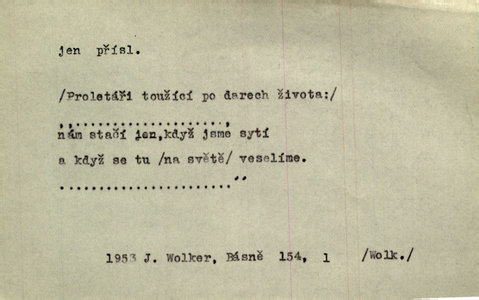 jen přísl.
/Proletáři toužící po darech života:/
,,.....................,
nám stačí jen,když jsme sytí
a když se tu /na světě/ veselíme.
......................."
1953 J. Wolker, Básně 154, 1 /Wolk./